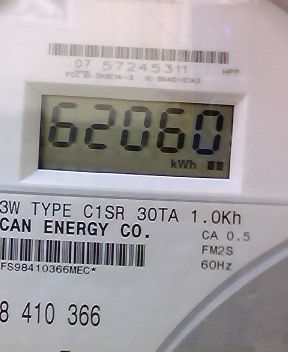 07 57245311 HPP
62060
kWh
3W TYPE C1SR 30TA 1.0Kh
CAN ENERGY CO.
CA 0.5
FM2S
60Hz
FS98410366MEC*
8 410 366